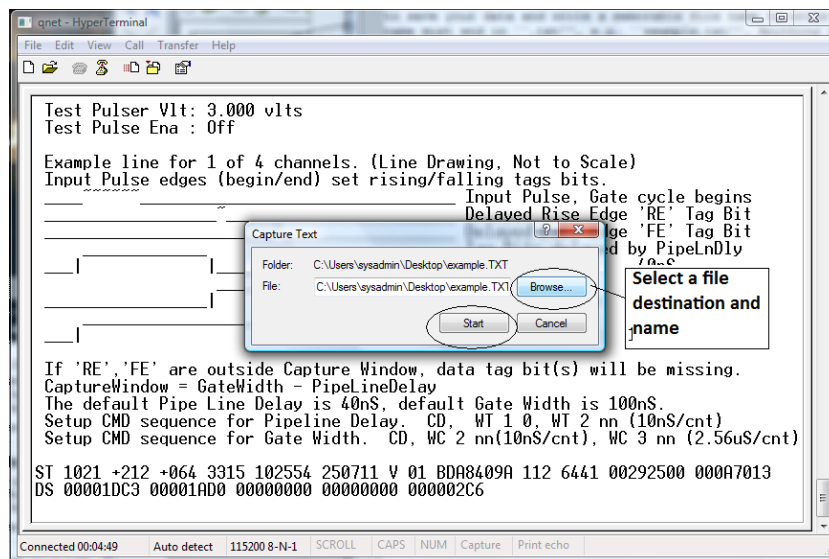 qnet - HyperTerminal
File Edit View Call Transfer Help
Test Pulser Vlt: 3.000 vlts
Test Pulse Ena : Off
Example line for 1 of 4 channels. (Line Drawing, Not to Scale)
Input Pulse edges (begin/end) set rising/falling tags bits.
Input Pulse, Gate cycle begins
Delayed Rise Edge 'RE' Tag Bit
ge 'FE' Tag Bit
d by PipeLnDly
Capture Text
Folder: C:\Users\sysadmin\Desktop\example.TXT
File: C:\Users\sysadmin\Desktop\example.TXT
Browse...
Start Cancel
Select a file
destination and
name
If 'RE','FE' are outside Capture Window, data tag bit(s) will be missing.
CaptureWindow = GateWidth - PipeLineDelay
The default Pipe Line Delay is 40nS, default Gate Width is 100nS.
Setup CMD sequence for Pipeline Delay. CD, WT 1 0, WT 2 nn (10nS/cnt)
Setup CMD sequence for Gate Width. CD, WC 2 nn(10nS/cnt), WC 3 nn (2.56uS/cnt)
ST 1021 +212 +064 3315 102554 250711 V 01 BDA8409A 112 6441 00292500 000A7013
DS 00001DC3 00001AD0 00000000 00000000 000002C6
Connected 00:04:49 Auto detect 115200 8-N-1 SCROLL CAPS NUM Capture Print echo